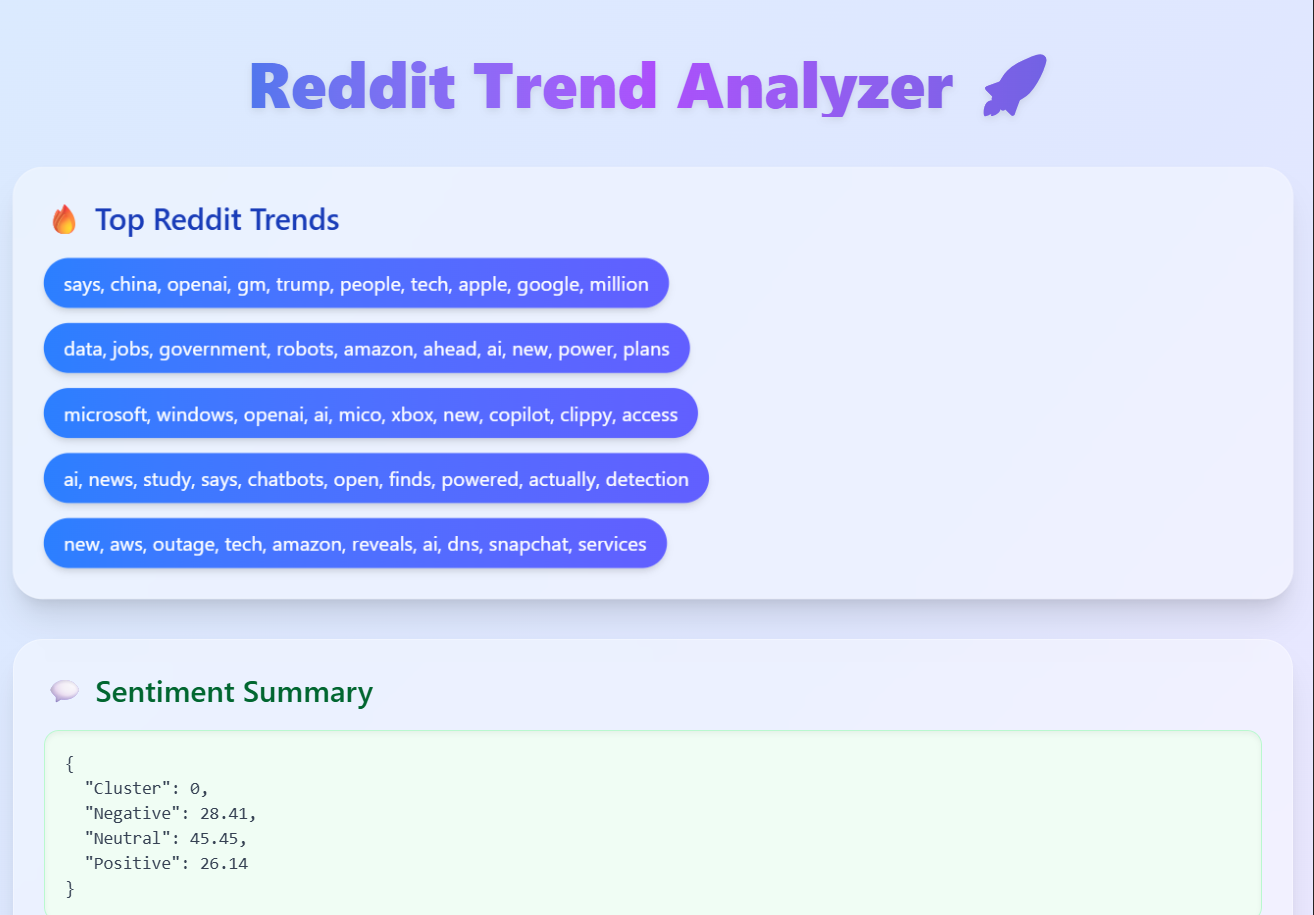 Reddit Trend Analyzer 🚀
🔥 Top Reddit Trends
says, china, openai, gm, trump, people, tech, apple, google, million
data, jobs, government, robots, amazon, ahead, ai, new, power, plans
microsoft, windows, openai, ai, mico, xbox, new, copilot, clippy, access
ai, news, study, says, chatbots, open, finds, powered, actually, detection
new, aws, outage, tech, amazon, reveals, ai, dns, snapchat, services
💬 Sentiment Summary
{
"Cluster": 0,
"Negative": 28.41,
"Neutral": 45.45,
"Positive": 26.14
}